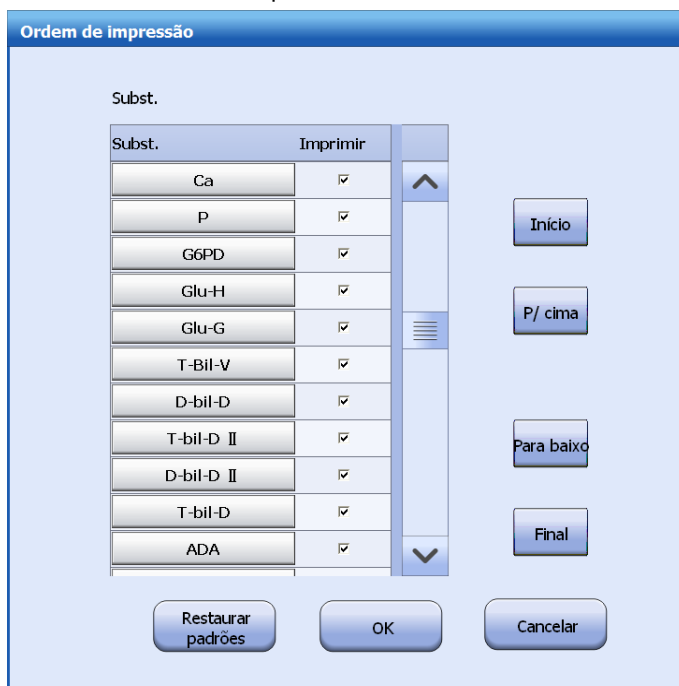 Ordem de impressão
Subst.
Subst. Imprimir
Ca
P
Início
G6PD
Glu-H
P/ cima
Glu-G
T-Bil-V
D-bil-D
T-bil-D Ⅱ
Para baixo
D-bil-D Ⅱ
T-bil-D
Final
ADA
Restaurar
padrões
OK
Cancelar